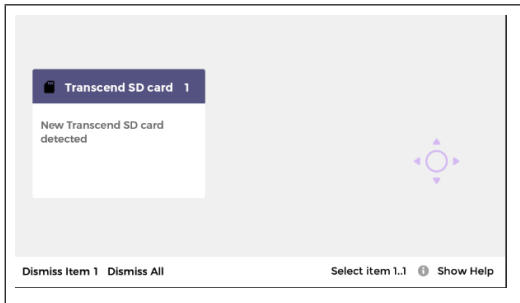 Transcend SD card 1
New Transcend SD card
detected
Dismiss Item 1 Dismiss All
Select item 1..1 Show Help